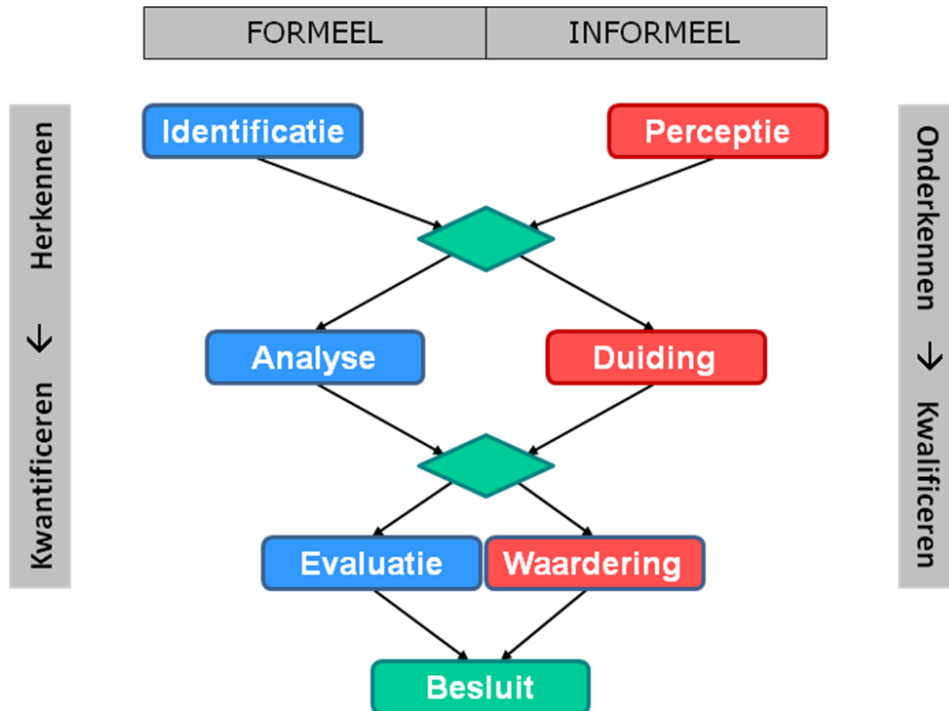 FORMEEL
INFORMEEL
Identificatie
Perceptie
Kwantificeren ← Herkennen
Onderkennen → Kwalificeren
Analyse
Duiding
Evaluatie
Waardering
Besluit